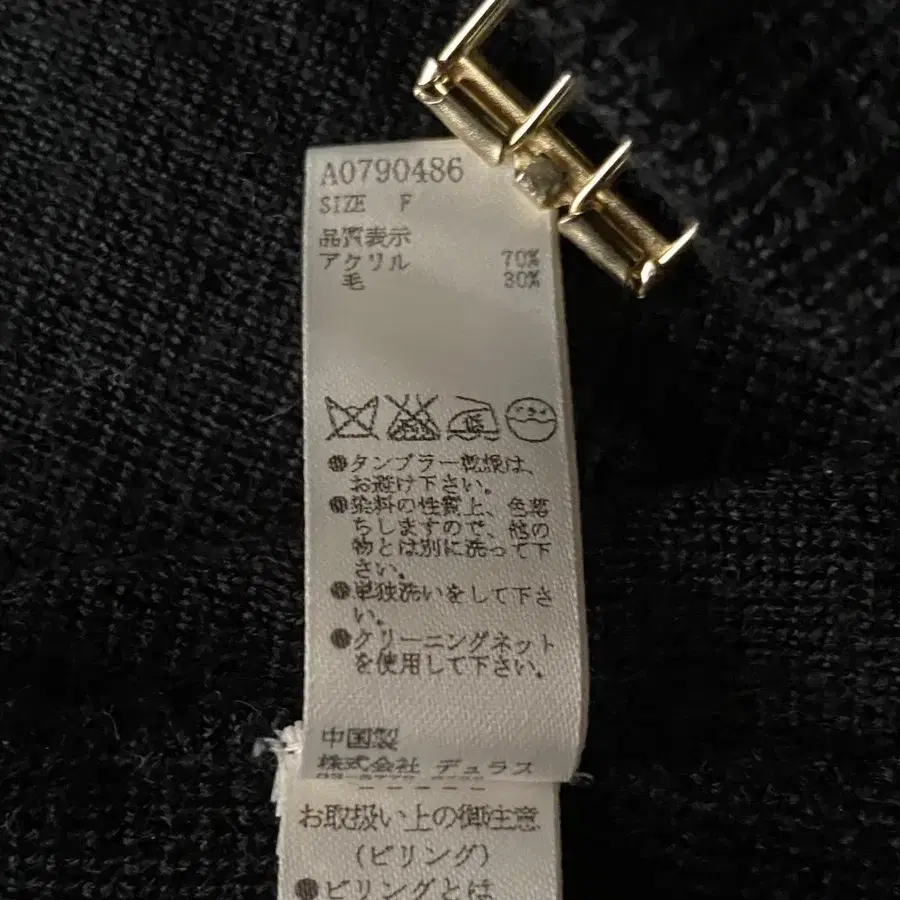 A0790486
SIZE F
品質表示
アクリル 70%
毛 30%
低
●タンブラー乾燥は、
お避け下さい。
●染料の性質上、色落
ちしますので、他の
物とは別に洗って下
さい。
●単独洗いをして下さ
い。
●クリーニングネット
を使用して下さい。
中国製
株式会社 デュラス
お取扱い上の御注意
(ピリング)
●ピリングとは